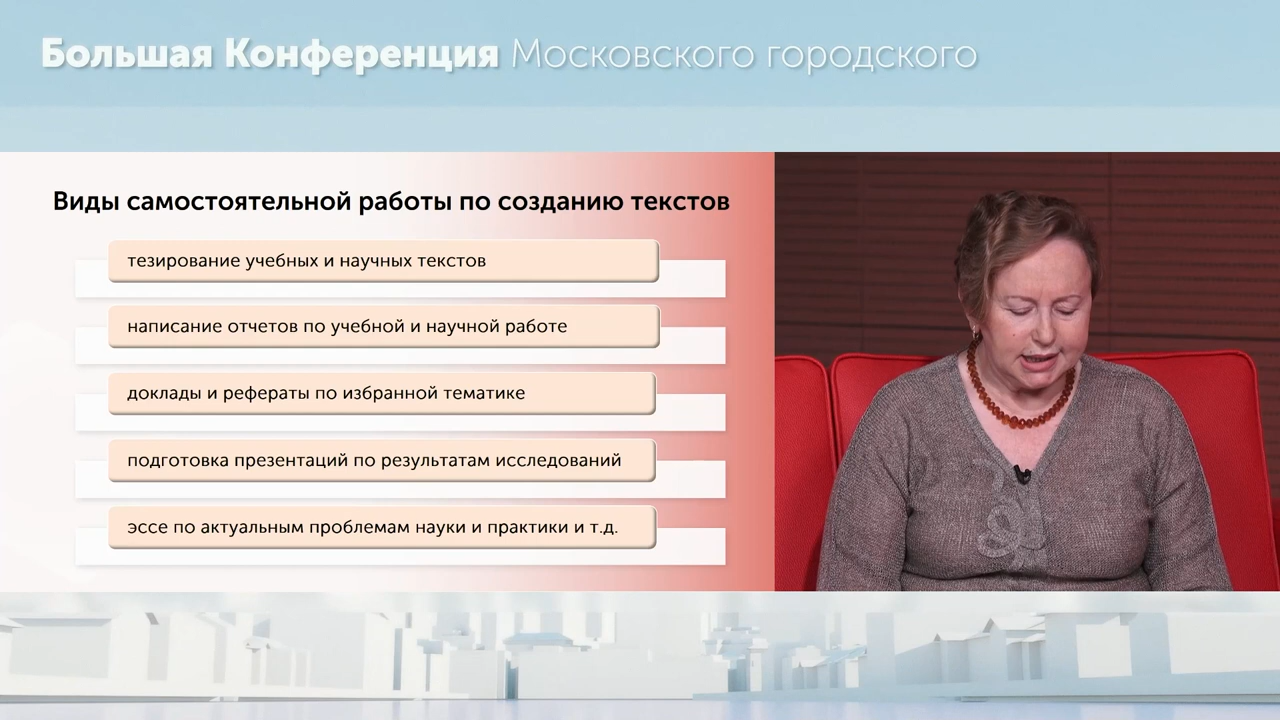 Большая Конференция Московского городского
Виды самостоятельной работы по созданию текстов
тезирование учебных и научных текстов
написание отчетов по учебной и научной работе
доклады и рефераты по избранной тематике
подготовка презентаций по результатам исследований
эссе по актуальным проблемам науки и практики и т.д.